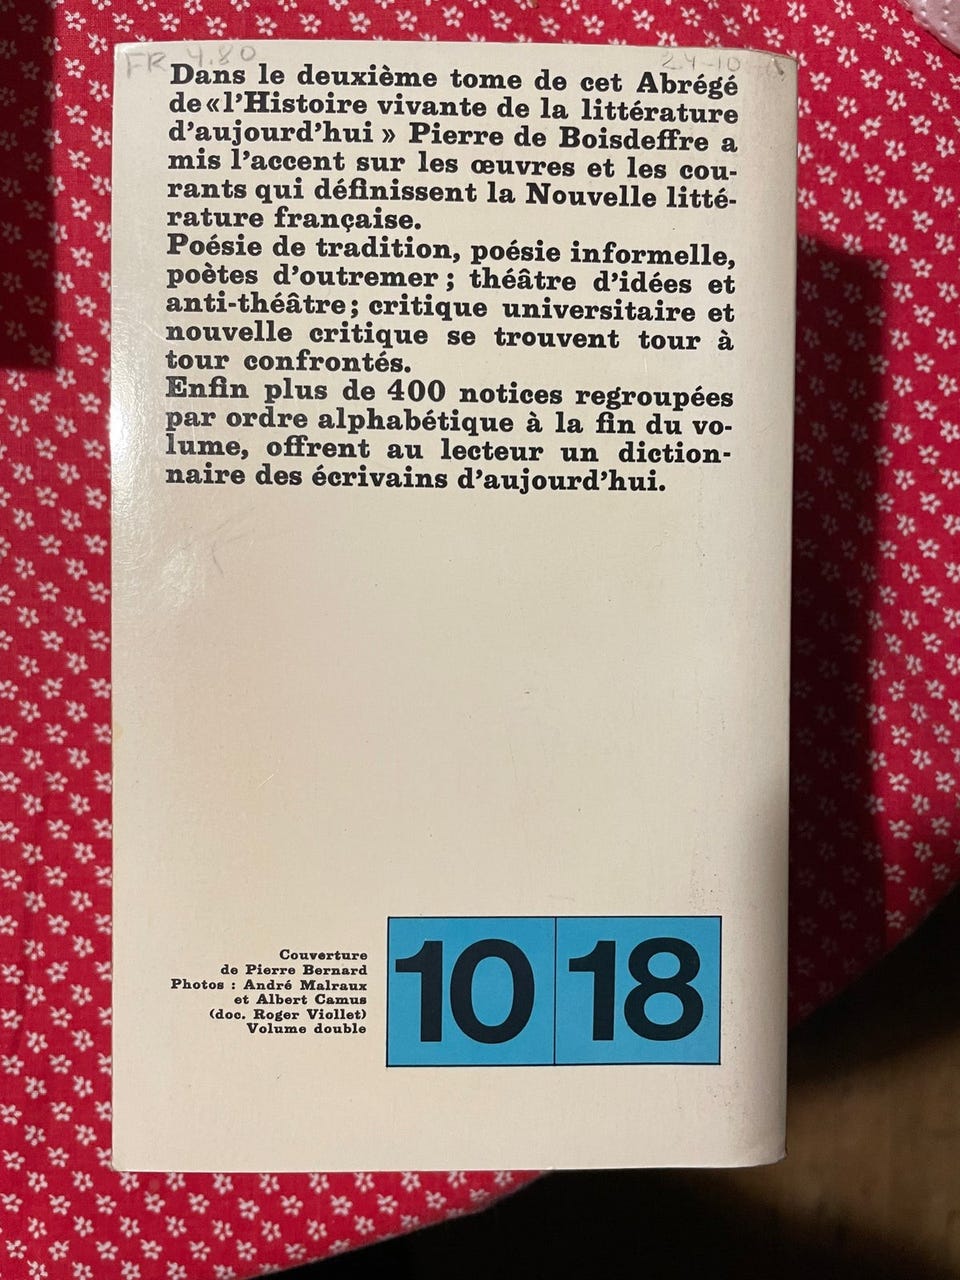 FR 4.80
24-10
Dans le deuxième tome de cet Abrégé
de «l'Histoire vivante de la littérature
d'aujourd'hui » Pierre de Boisdeffre a
mis l'accent sur les œuvres et les cou-
rants qui définissent la Nouvelle litté-
rature française.
Poésie de tradition, poésie informelle,
poètes d'outremer ; théâtre d'idées et
anti-théâtre ; critique universitaire et
nouvelle critique se trouvent tour à
tour confrontés.
Enfin plus de 400 notices regroupées
par ordre alphabétique à la fin du vo-
lume, offrent au lecteur un diction-
naire des écrivains d'aujourd'hui.
Couverture
de Pierre Bernard
Photos : André Malraux
et Albert Camus
(doc. Roger Viollet)
Volume double
10 18